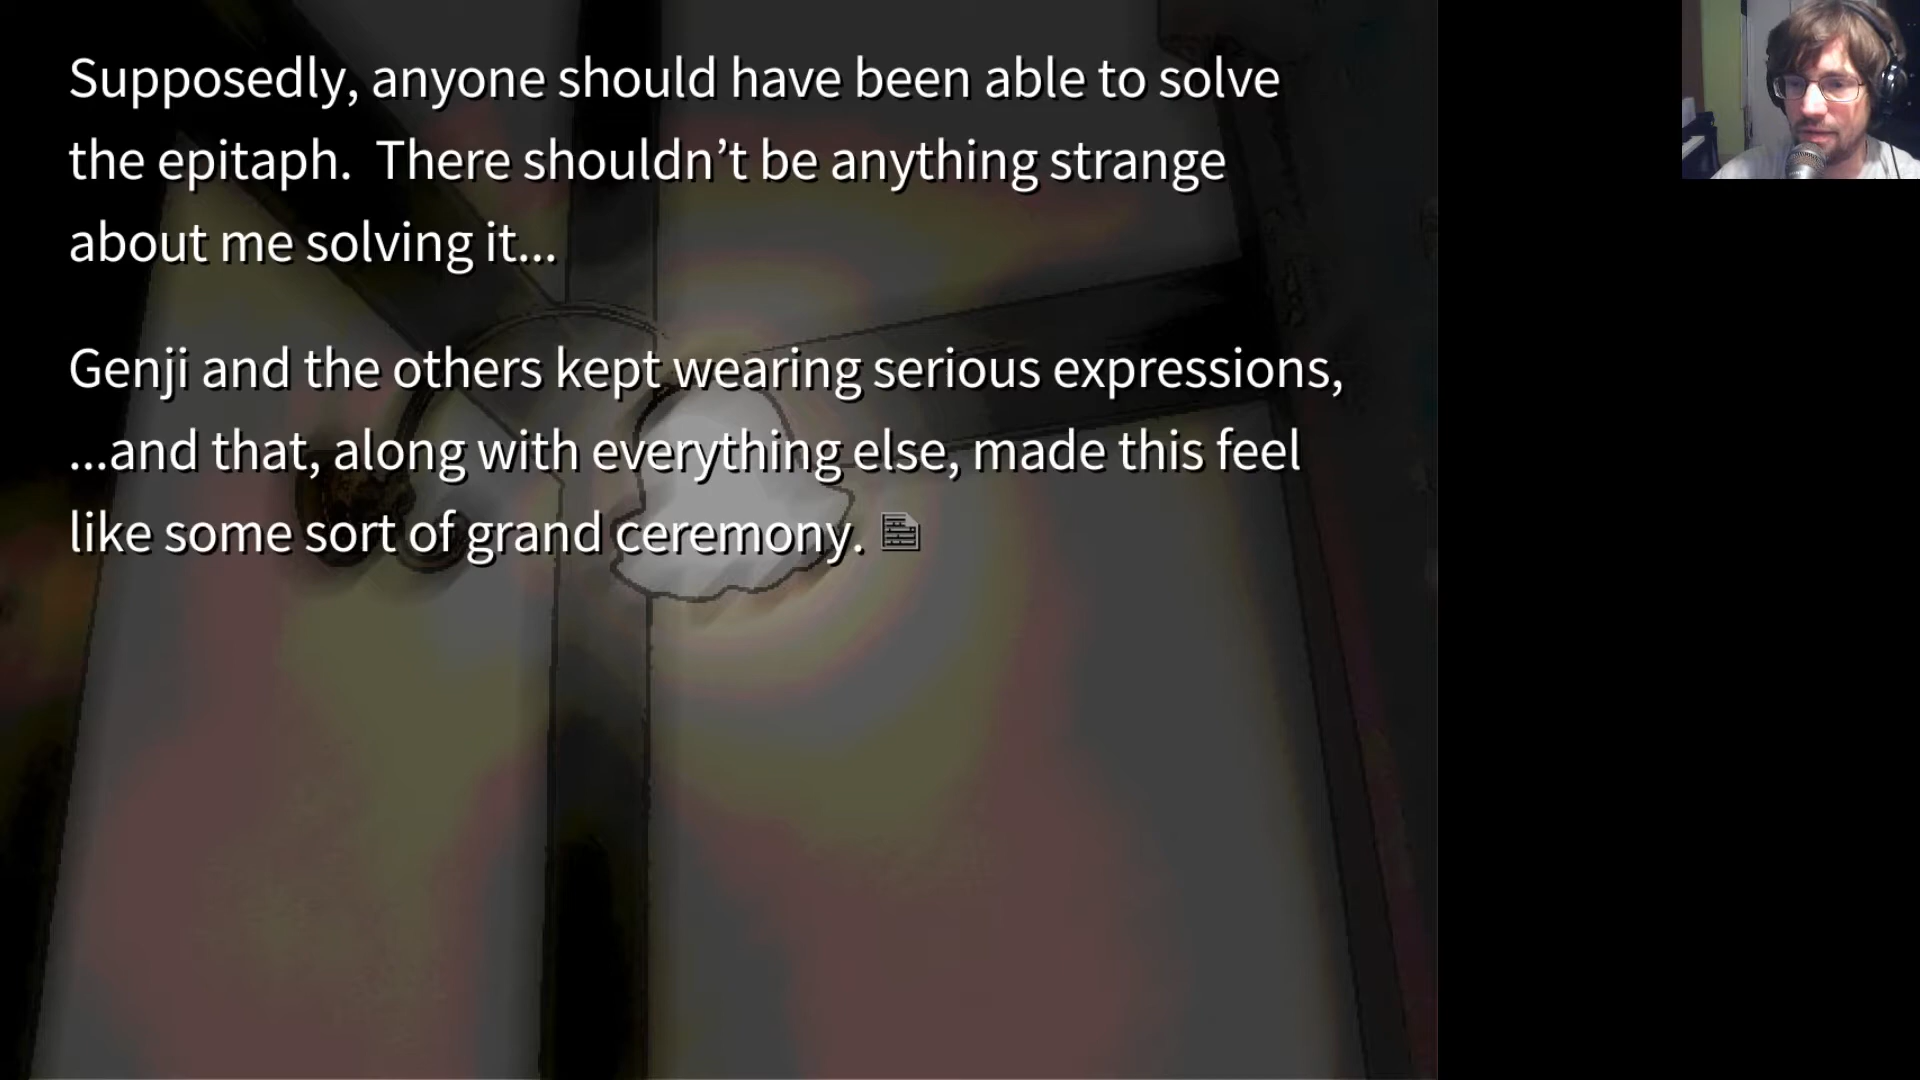 Supposedly, anyone should have been able to solve
the epitaph.  There shouldn’t be anything strange
about me solving it...
Genji and the others kept wearing serious expressions,
...and that, along with everything else, made this feel
like some sort of grand ceremony.